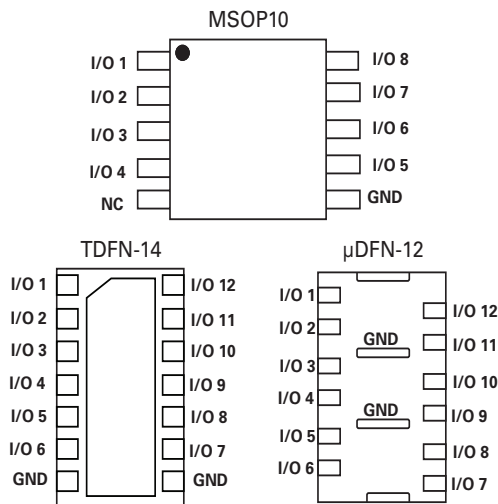 MSOP10
I/O 1 I/O 8
I/O 2 I/O 7
I/O 3 I/O 6
I/O 4 I/O 5
NC GND
TDFN-14
I/O 1 I/O 12
I/O 2 I/O 11
I/O 3 I/O 10
I/O 4 I/O 9
I/O 5 I/O 8
I/O 6 I/O 7
GND GND
µDFN-12
I/O 1
I/O 12
I/O 2
GND I/O 11
I/O 3
I/O 10
I/O 4
GND I/O 9
I/O 5
I/O 8
I/O 6
I/O 7